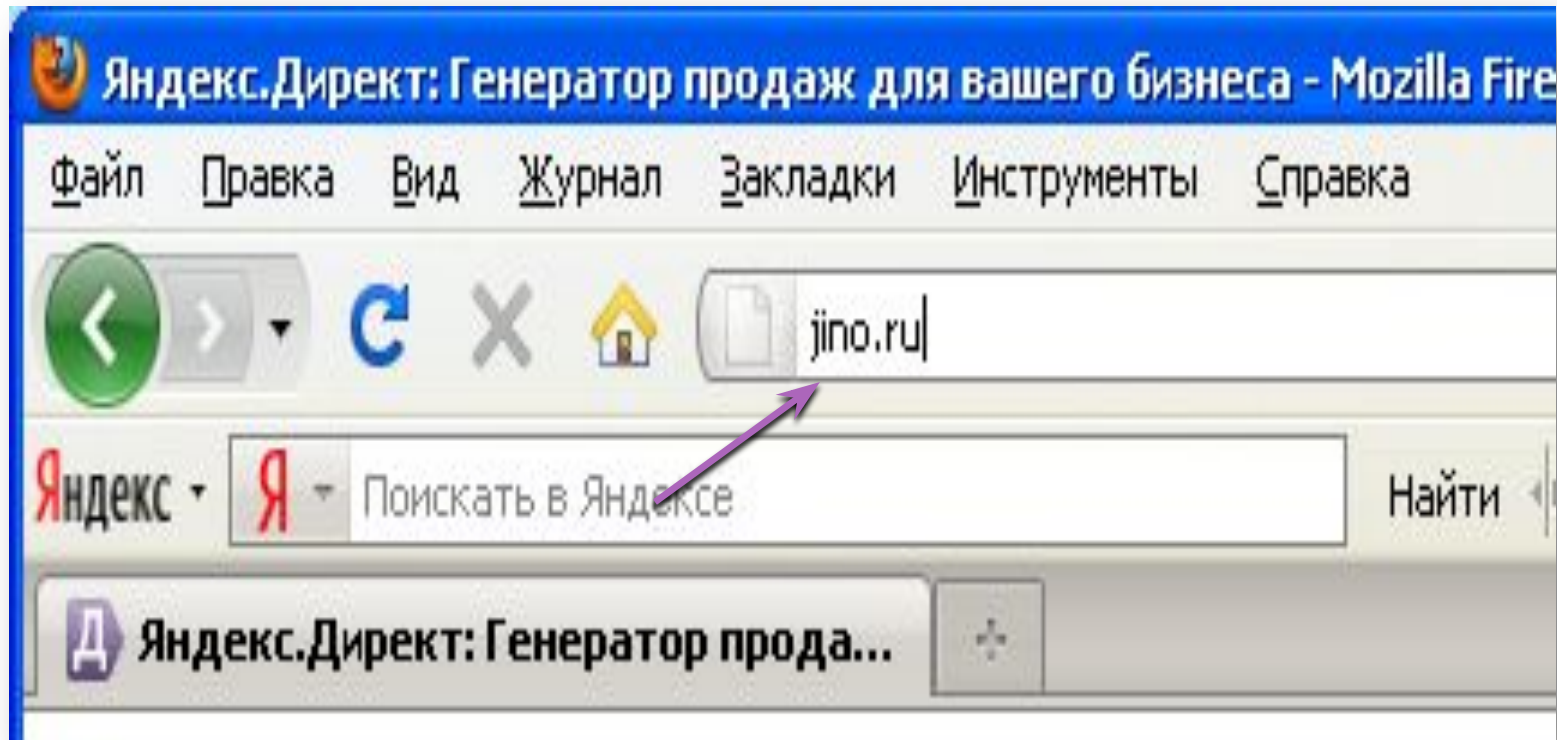 Яндекс.Директ: Генератор продаж для вашего бизнеса - Mozilla Fire
Файл Правка Вид Журнал Закладки Инструменты Справка
jino.ru
Яндекс Я Поискать в Яндексе Найти
Д Яндекс.Директ: Генератор прода...